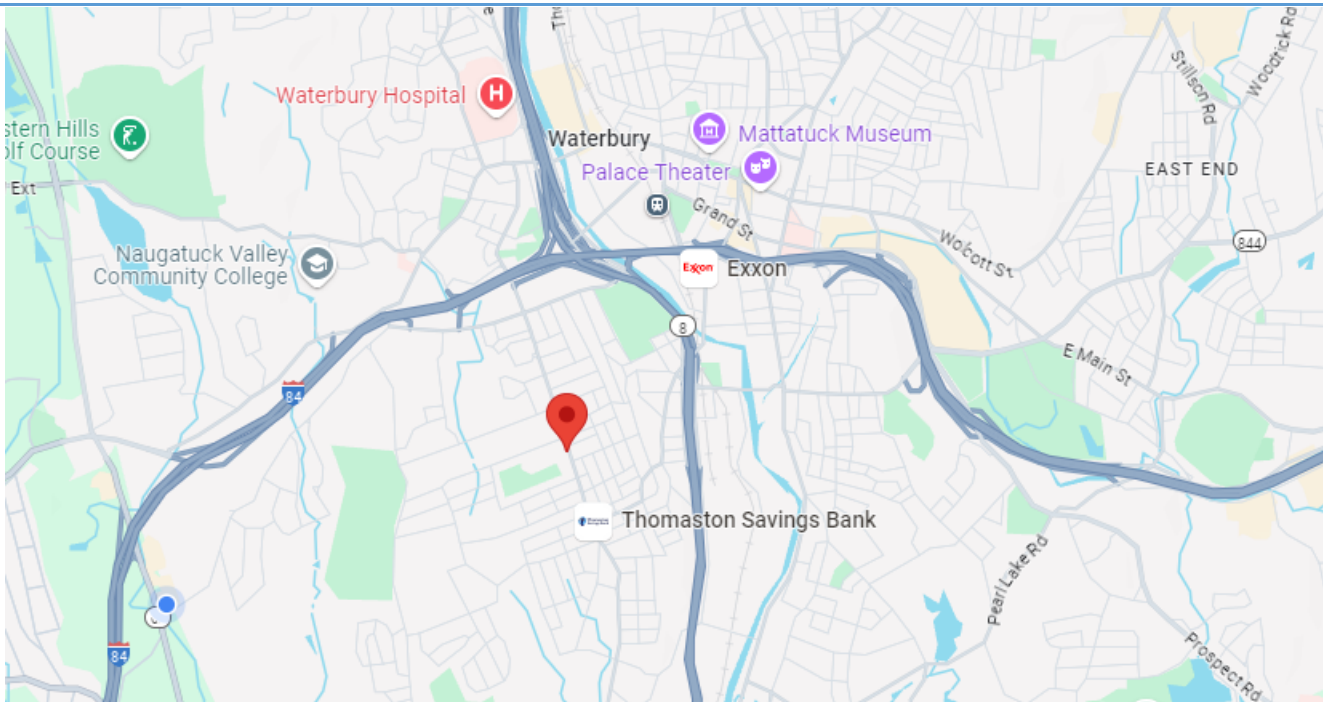 Waterbury Hospital
H
Waterbury
Mattatuck Museum
Palace Theater
stern Hills
olf Course
Ext
Naugatuck Valley
Community College
Grand St
Wolcott St
EAST END
Stillson Rd
Woodtick Rd
844
Exxon
Exxon
8
E Main St
84
Thomaston Savings Bank
84
Pearl Lake Rd
Prospect Rd